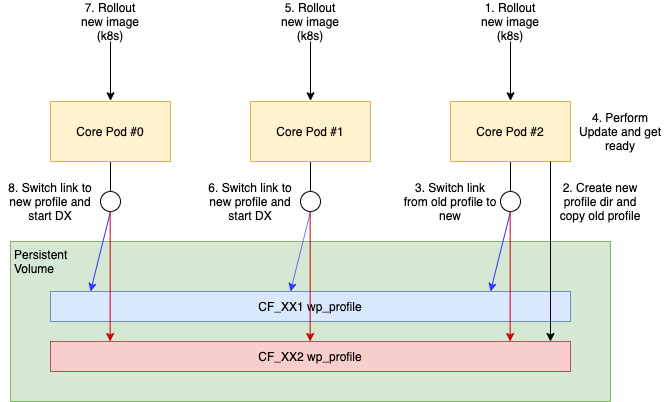 7. Rollout
new image
(k8s)
5. Rollout
new image
(k8s)
1. Rollout
new image
(k8s)
Core Pod #0
Core Pod #1
Core Pod #2
4. Perform
Update and get
ready
8. Switch link to
new profile and
start DX
6. Switch link to
new profile and
start DX
3. Switch link
from old profile to
new
2. Create new
profile dir and
copy old profile
Persistent
Volume
CF_XX1 wp_profile
CF_XX2 wp_profile